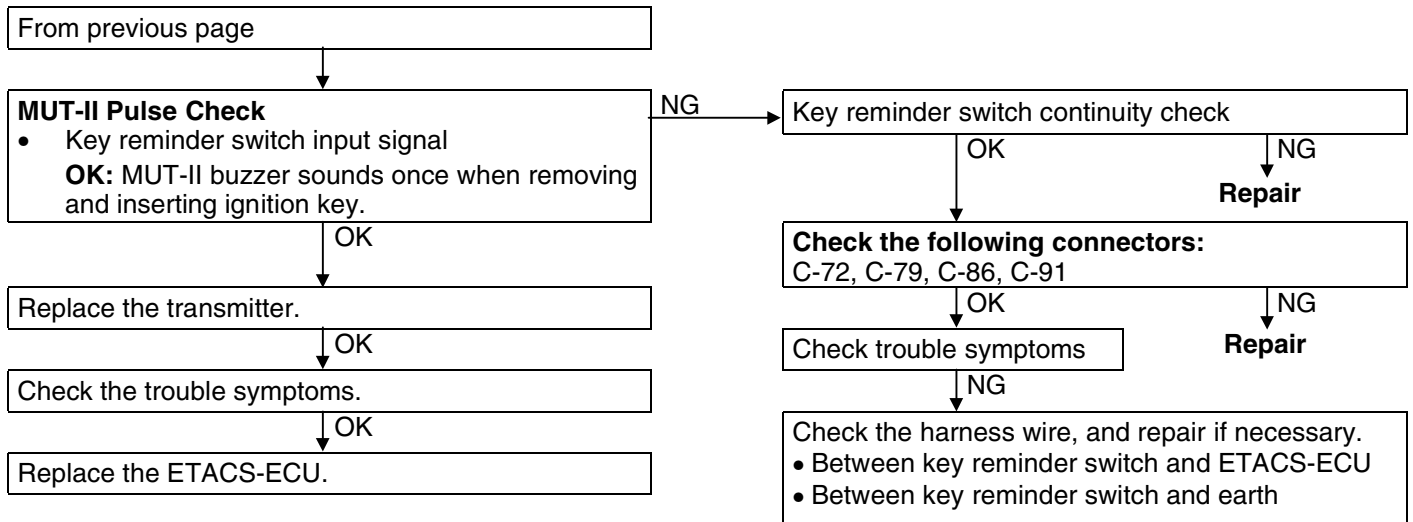 From previous page
MUT-II Pulse Check
• Key reminder switch input signal
OK: MUT-II buzzer sounds once when removing
and inserting ignition key.
OK
Replace the transmitter.
OK
Check the trouble symptoms.
OK
Replace the ETACS-ECU.
NG
Key reminder switch continuity check
OK
NG
Repair
Check the following connectors:
C-72, C-79, C-86, C-91
OK
NG
Repair
Check trouble symptoms
NG
Check the harness wire, and repair if necessary.
• Between key reminder switch and ETACS-ECU
• Between key reminder switch and earth